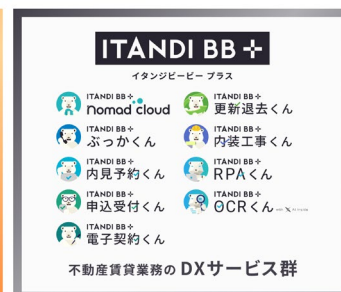 ITANDI BB +
イタンジビービー プラス
ITANDI BB +
nomad cloud
ITANDI BB +
ぶっかくん
ITANDI BB +
内見予約くん
ITANDI BB +
申込受付くん
ITANDI BB +
電子契約くん
ITANDI BB +
更新退去くん
ITANDI BB +
内装工事くん
ITANDI BB +
RPAくん
ITANDI BB +
OCRくん
不動産賃貸業務の DXサービス群